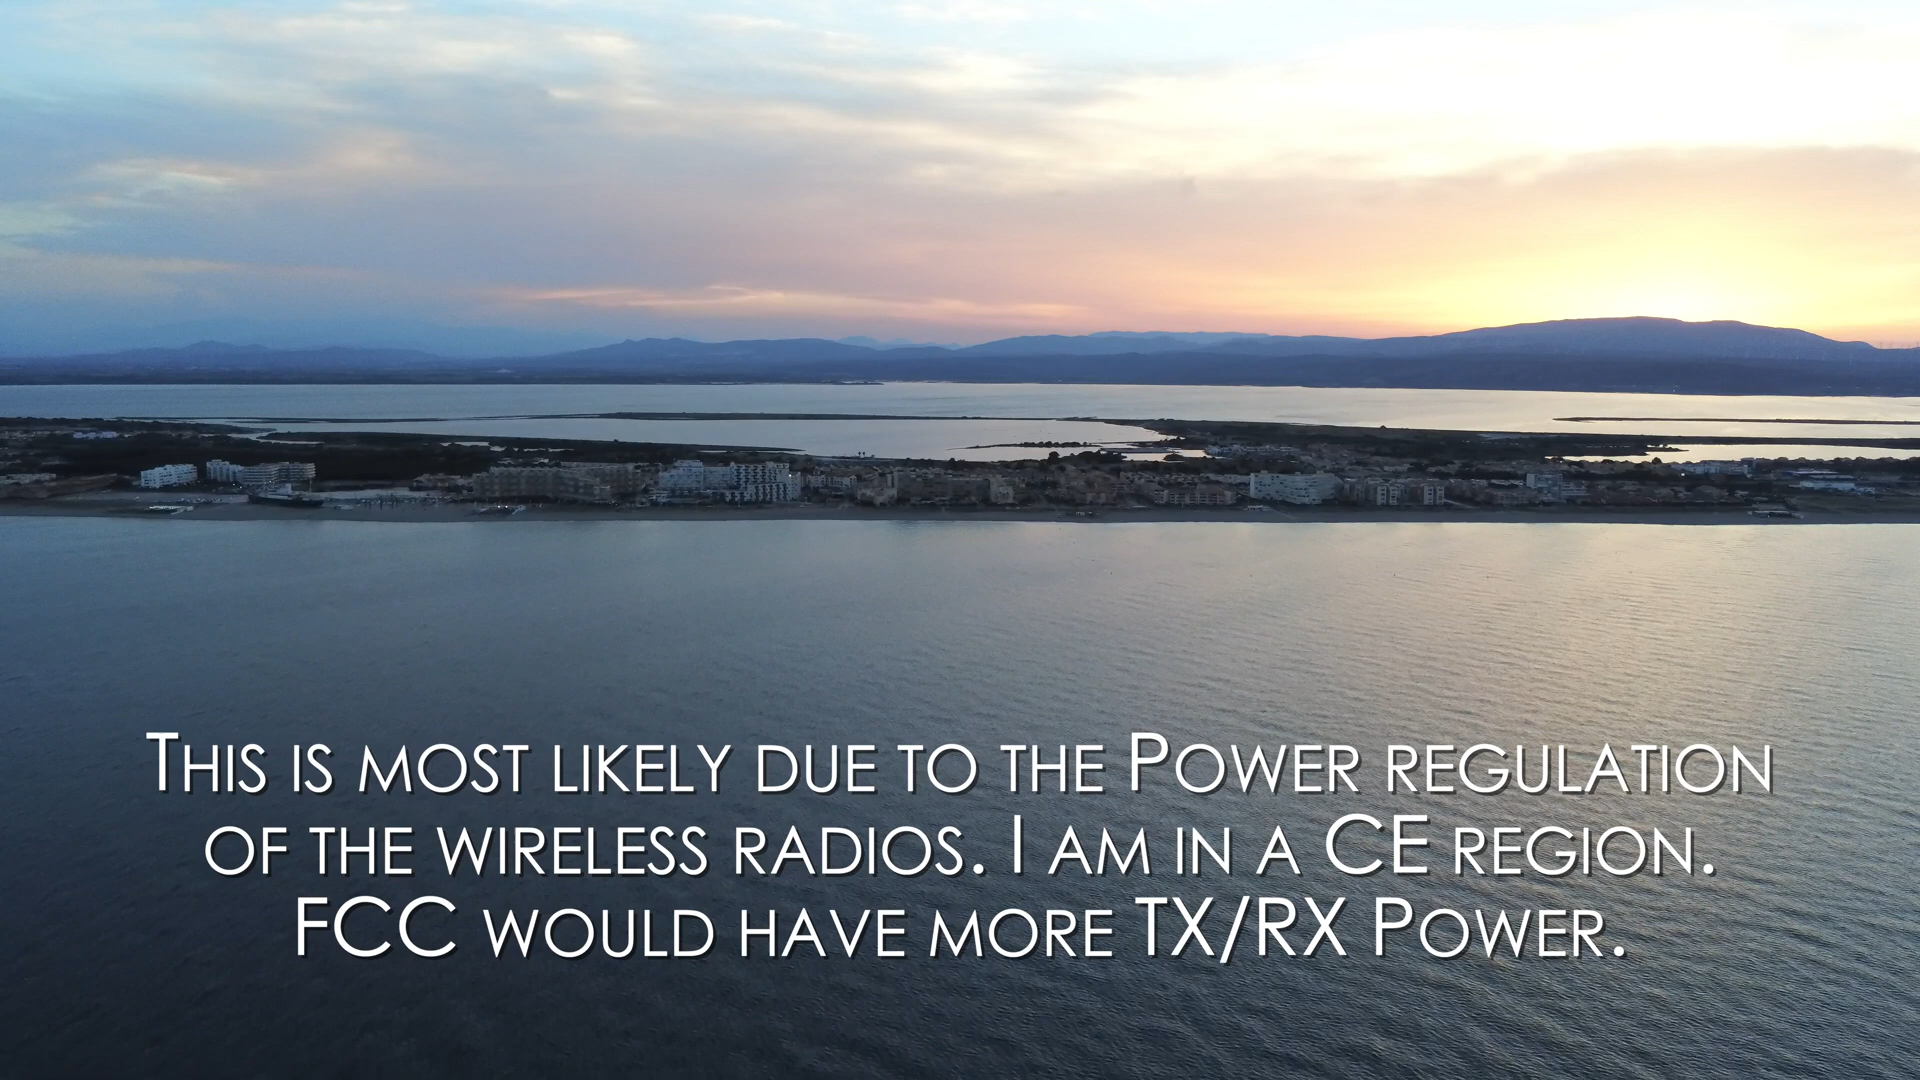 This is most likely due to the Power regulation
of the wireless radios. I am in a CE region.
FCC would have more TX/RX Power.